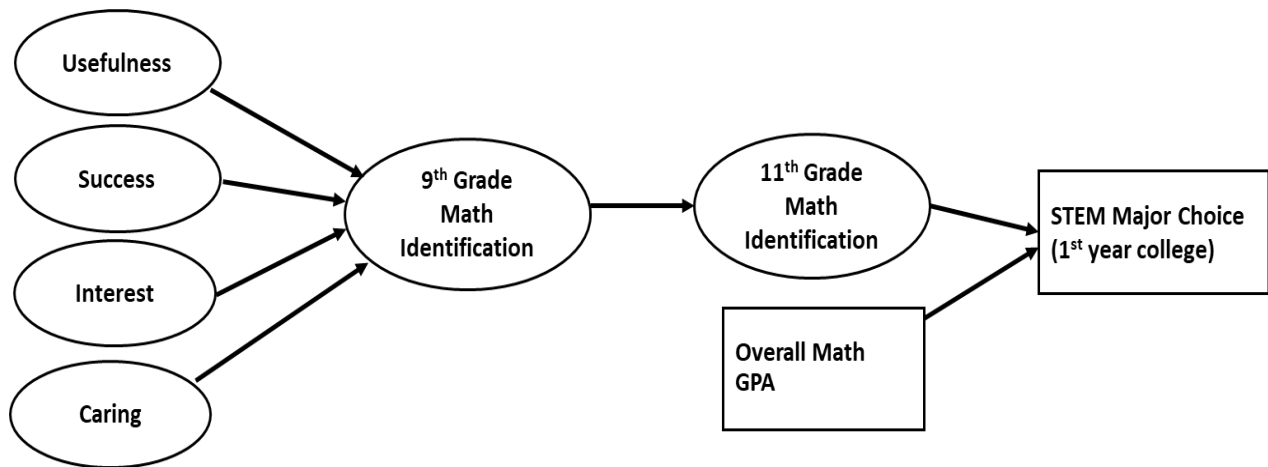 Usefulness
Success
Interest
Caring
9th Grade
Math
Identification
11th Grade
Math
Identification
Overall Math
GPA
STEM Major Choice
(1st year college)